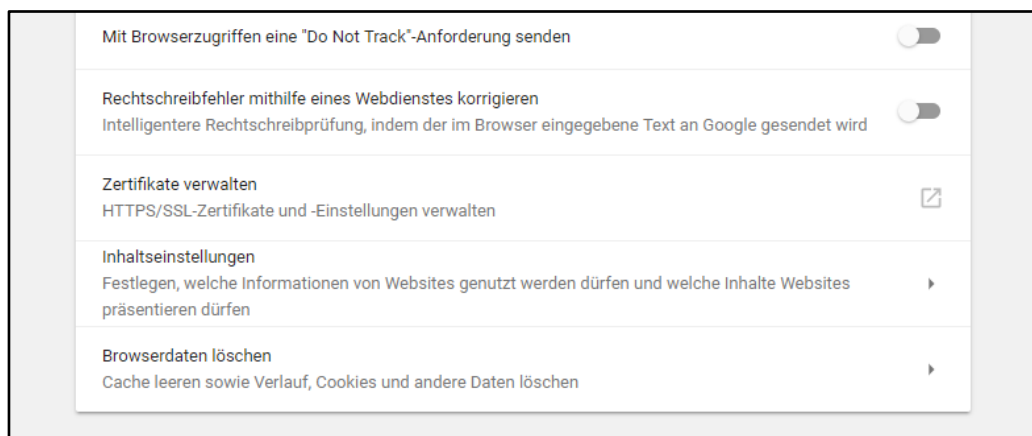 Mit Browserzugriffen eine "Do Not Track"-Anforderung senden
Rechtschreibfehler mithilfe eines Webdienstes korrigieren
Intelligentere Rechtschreibprüfung, indem der im Browser eingegebene Text an Google gesendet wird
Zertifikate verwalten
HTTPS/SSL-Zertifikate und -Einstellungen verwalten
Inhaltseinstellungen
Festlegen, welche Informationen von Websites genutzt werden dürfen und welche Inhalte Websites
präsentieren dürfen
Browserdaten löschen
Cache leeren sowie Verlauf, Cookies und andere Daten löschen